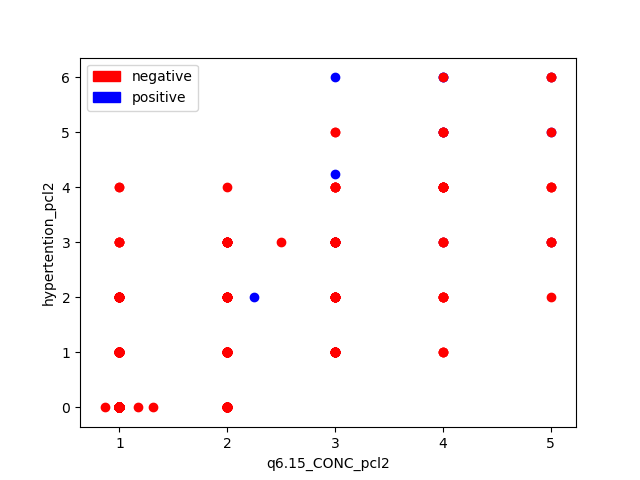 negative
positive
6
5
4
3
2
1
0
hypertention_pcl2
1 2 3 4 5
q6.15_CONC_pcl2